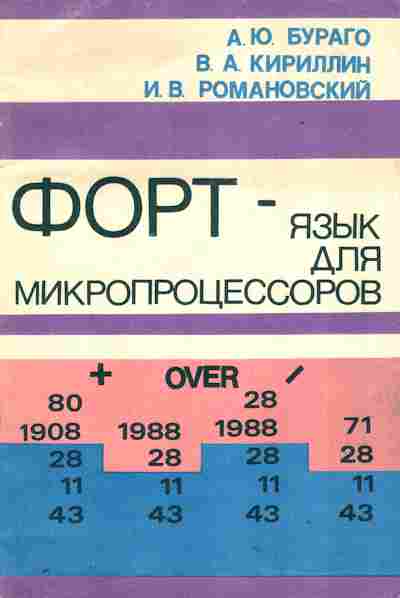 А. Ю. БУРАГО
В. А. КИРИЛЛИН
И. В. РОМАНОВСКИЙ
ФОРТ -
ЯЗЫК
ДЛЯ
МИКРОПРОЦЕССОРОВ
+ OVER /
80 28
1908 1988 1988 71
28 28 28 28
11 11 11 11
43 43 43 43